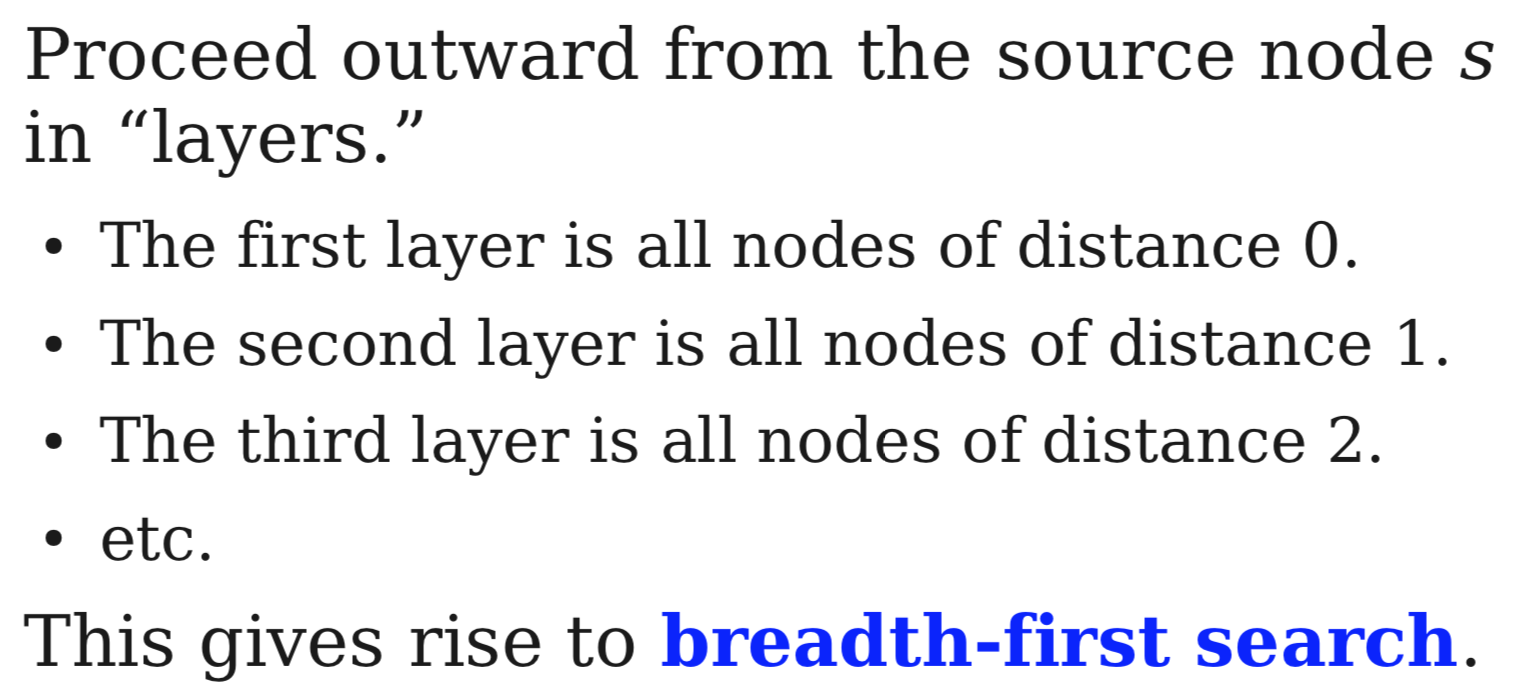 Proceed outward from the source node s
in “layers.”
• The first layer is all nodes of distance 0.
• The second layer is all nodes of distance 1.
• The third layer is all nodes of distance 2.
• etc.
This gives rise to breadth-first search.